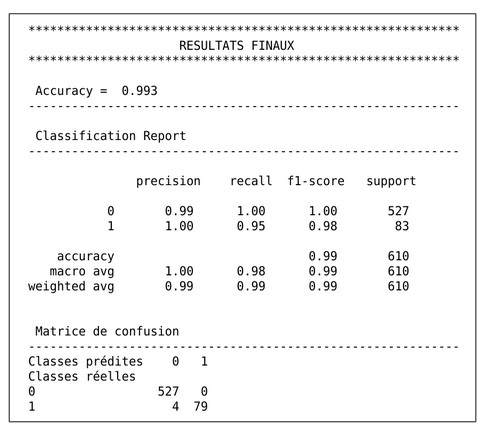 ************************************************************
RESULTATS FINAUX
************************************************************
Accuracy =  0.993
------------------------------------------------------------
Classification Report
------------------------------------------------------------
precision    recall  f1-score   support
0       0.99      1.00      1.00       527
1       1.00      0.95      0.98        83
accuracy                           0.99       610
macro avg       1.00      0.98      0.99       610
weighted avg       0.99      0.99      0.99       610
Matrice de confusion
------------------------------------------------------------
Classes prédites    0   1
Classes réelles
0                 527   0
1                   4  79